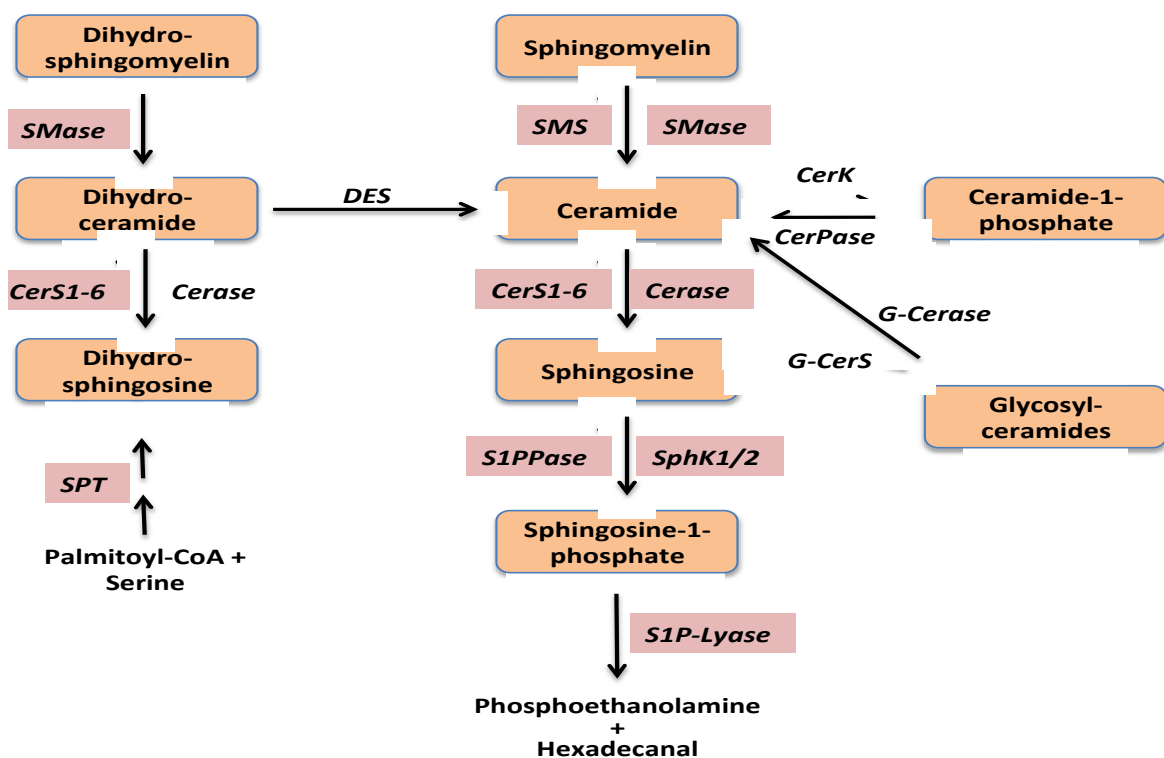 Dihydro-
sphingomyelin
Sphingomyelin
SMase
SMS
SMase
Dihydro-
ceramide
DES
Ceramide
CerK
CerPase
Ceramide-1-
phosphate
CerS1-6
Cerase
CerS1-6
Cerase
G-Cerase
G-CerS
Dihydro-
sphingosine
Sphingosine
Glycosyl-
ceramides
SPT
S1PPase
SphK1/2
Palmitoyl-CoA +
Serine
Sphingosine-1-
phosphate
S1P-Lyase
Phosphoethanolamine
+
Hexadecanal